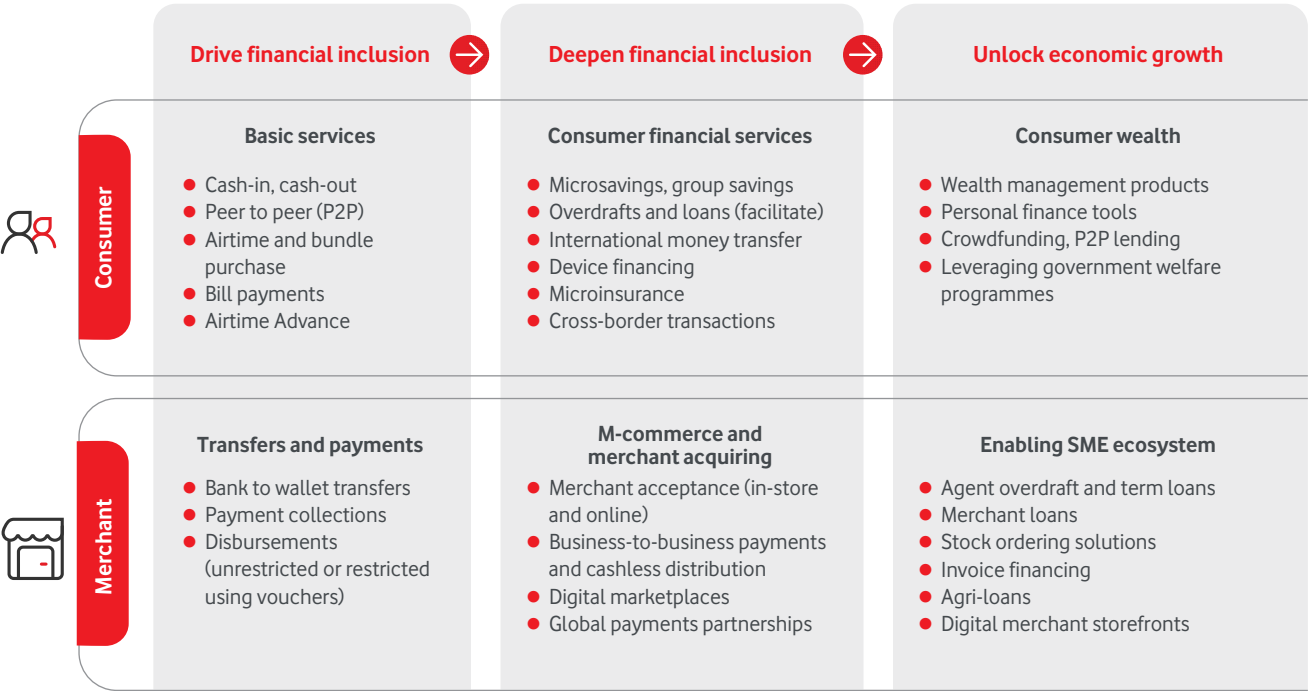 Drive financial inclusion
Deepen financial inclusion
Unlock economic growth
Consumer
Basic services
Cash-in, cash-out
Peer to peer (P2P)
Airtime and bundle
purchase
Bill payments
Airtime Advance
Consumer financial services
Microsavings, group savings
Overdrafts and loans (facilitate)
International money transfer
Device financing
Microinsurance
Cross-border transactions
Consumer wealth
Wealth management products
Personal finance tools
Crowdfunding, P2P lending
Leveraging government welfare
programmes
Merchant
Transfers and payments
Bank to wallet transfers
Payment collections
Disbursements
(unrestricted or restricted
using vouchers)
M-commerce and
merchant acquiring
Merchant acceptance (in-store
and online)
Business-to-business payments
and cashless distribution
Digital marketplaces
Global payments partnerships
Enabling SME ecosystem
Agent overdraft and term loans
Merchant loans
Stock ordering solutions
Invoice financing
Agri-loans
Digital merchant storefronts